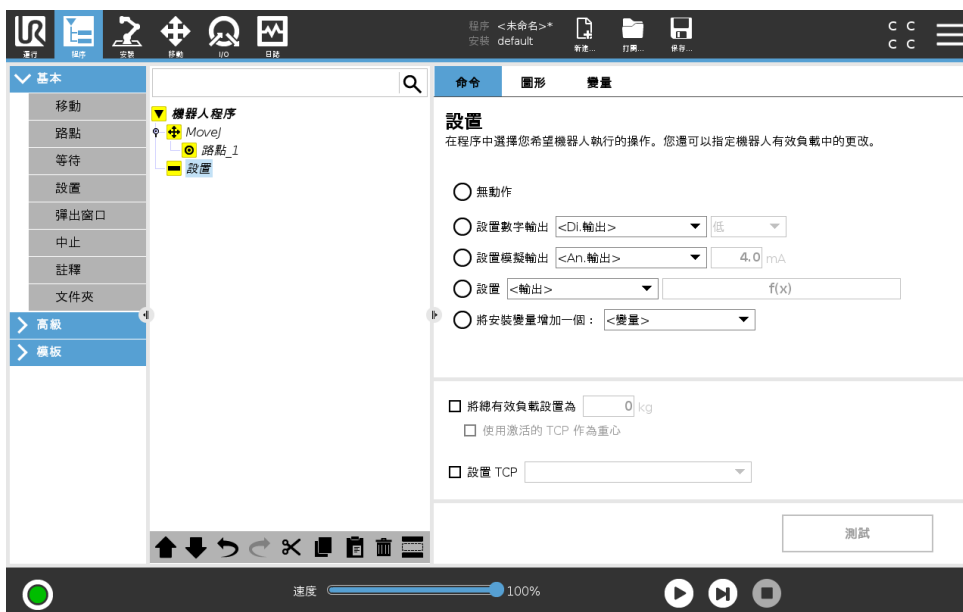 UR
運行
程序
安裝
移動
I/O
日誌
程序 <未命名>*
安裝 default
新建...
打開...
保存...
C C
C C
基本
移動
路點
等待
設置
彈出窗口
中止
註釋
文件夾
高級
模板
機器人程序
MoveJ
路點_1
設置
命令 圖形 變量
設置
在程序中選擇您希望機器人執行的操作。您還可以指定機器人有效負載中的更改。
無動作
設置數字輸出 <Di.輸出> 低
設置模擬輸出 <An.輸出> 4.0 mA
設置 <輸出> f(x)
將安裝變量增加一個： <變量>
將總有效負載設置為 0 kg
使用激活的 TCP 作為重心
設置 TCP
測試
速度 100%